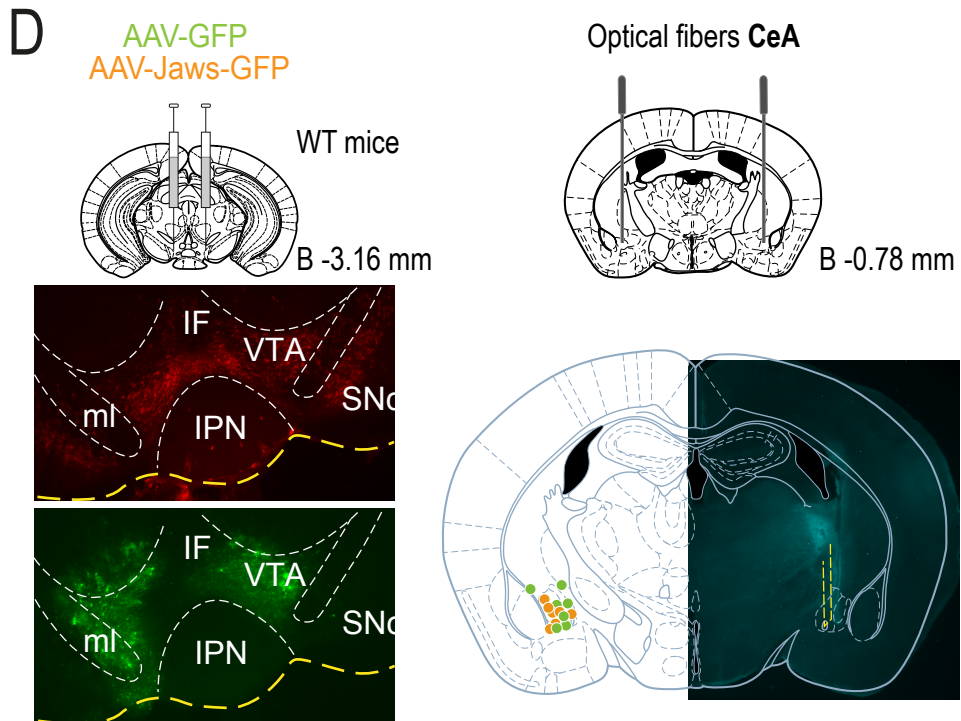 D
AAV-GFP
AAV-Jaws-GFP
Optical fibers CeA
WT mice
B -3.16 mm
B -0.78 mm
IF
VTA
ml
SNc
IPN
IF
VTA
ml
SNc
IPN